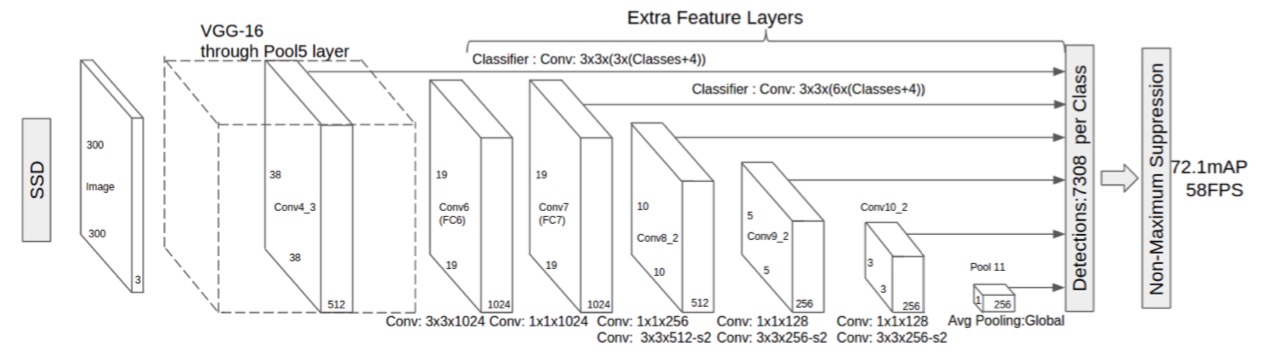 Extra Feature Layers
VGG-16
through Pool5 layer
Classifier : Conv: 3x3x(3x(Classes+4))
Classifier : Conv: 3x3x(6x(Classes+4))
SSD
300
Image
300
3
38
Conv4_3
38
512
19
Conv6
(FC6)
19
1024
19
Conv7
(FC7)
19
1024
10
Conv8_2
10
512
5
Conv9_2
5
256
Conv10_2
3
3
256
Pool 11
1
256
Detections:7308 per Class
Non-Maximum Suppression
72.1mAP
58FPS
Conv: 3x3x1024
Conv: 1x1x1024
Conv: 1x1x256
Conv: 3x3x512-s2
Conv: 1x1x128
Conv: 3x3x256-s2
Conv: 1x1x128
Conv: 3x3x256-s2
Avg Pooling:Global